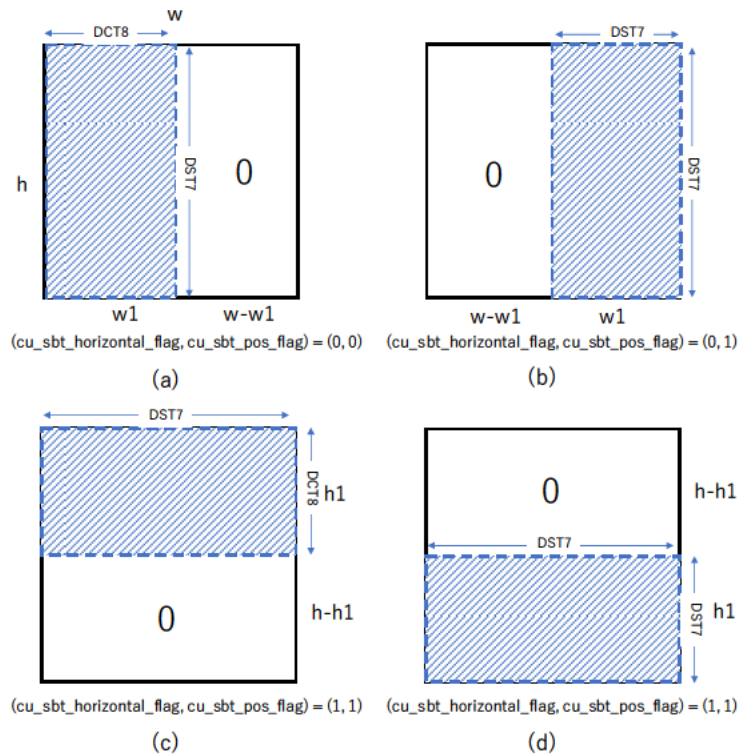 w
DCT8
DST7
h
DST7
0
0
DST7
w1
w-w1
w-w1
w1
(cu_sbt_horizontal_flag, cu_sbt_pos_flag) = (0, 0)
(cu_sbt_horizontal_flag, cu_sbt_pos_flag) = (0, 1)
(a)
(b)
DST7
DCT8
h1
0
h-h1
DST7
0
h-h1
DST7
h1
(cu_sbt_horizontal_flag, cu_sbt_pos_flag) = (1, 1)
(cu_sbt_horizontal_flag, cu_sbt_pos_flag) = (1, 1)
(c)
(d)